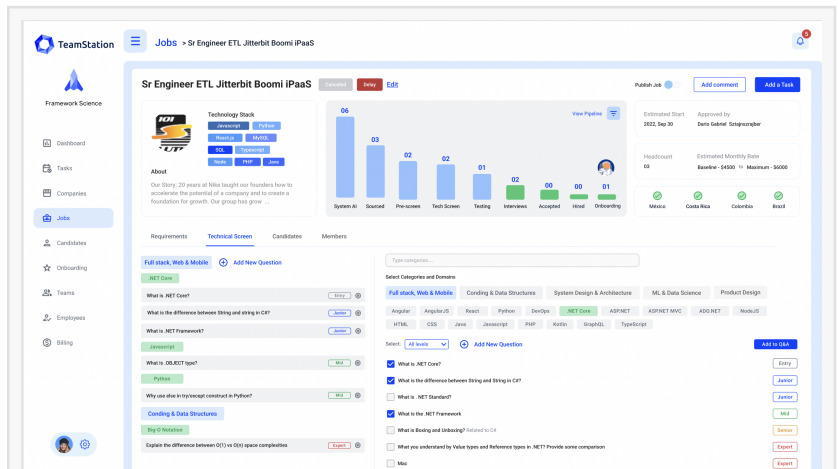 TeamStation
Jobs > Sr Engineer ETL Jitterbit Boomi iPaaS
5
Framework Science
Dashboard
Tasks
Companies
Jobs
Candidates
Onboarding
Teams
Employees
Billing
Sr Engineer ETL Jitterbit Boomi iPaaS
Canceled
Delay
Edit
Publish Job
Add comment
Add a Task
101
UP
Technology Stack
Javascript Python
React.js MySQL
SQL Typescript
Node PHP Java
About
Our Story: 20 years at Nike taught our founders how to
accelerate the potential of a company and to create a
foundation for growth. Our group has grow ...
View Pipeline
06 03 02 02 01 02 00 00 01
System AI Sourced Pre-screen Tech Screen Testing Interviews Accepted Hired Onboarding
Estimated Start Approved by
2022, Sep 30 Dario Gabriel Sztajnszrajber
Headcount Estimated Monthly Rate
03 Baseline - $4500 to Maximum - $6000
México Costa Rica Colombia Brazil
Requirements Technical Screen Candidates Members
Full stack, Web & Mobile Add New Question
.NET Core
What is .NET Core? Entry
What is the difference between String and string in C#? Junior
What is .NET Framework? Junior
Javascript
What is .OBJECT type? Mid
Python
Why use else in try/except construct in Python? Mid
Conding & Data Structures
Big-O Notation
Explain the difference between O(1) vs O(n) space complexities Expert
Type categories...
Select Categories and Domains
Full stack, Web & Mobile Conding & Data Structures System Design & Architecture ML & Data Science Product Design
Angular AngularJS React Python DevOps .NET Core ASP.NET ASP.NET MVC ADO.NET NodeJS
HTML CSS Java Javascript PHP Kotlin GraphQL TypeScript
Select: All levels Add New Question Add to Q&A
What is .NET Core? Entry
What is the difference between String and String in C#? Junior
What is .NET Standard? Junior
What is the .NET Framework Mid
What is Boxing and Unboxing? Related to C# Senior
What you understand by Value types and Reference types in .NET? Provide some comparison Expert
Mac Expert